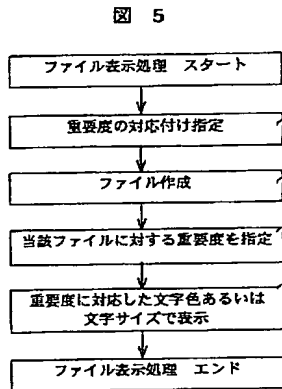 図 5
ファイル表示処理 スタート
重要度の対応付け指定
ファイル作成
当該ファイルに対する重要度を指定
重要度に対応した文字色あるいは
文字サイズで表示
ファイル表示処理 エンド